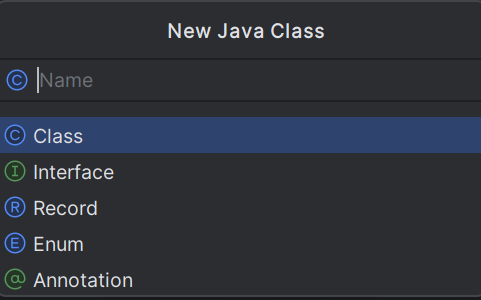 New Java Class
C Name
C Class
I Interface
R Record
E Enum
@ Annotation